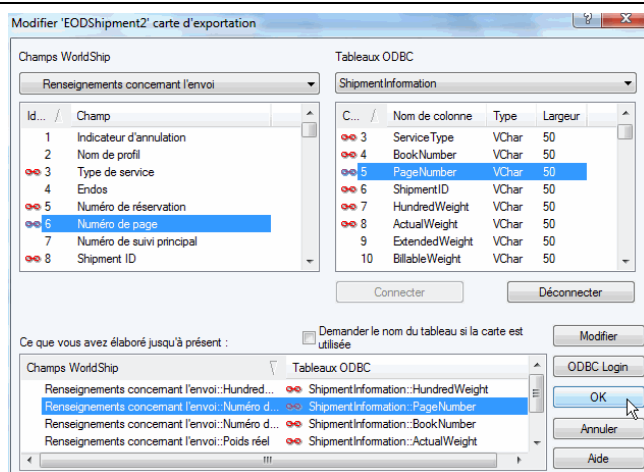 Modifier 'EODShipment2' carte d'exportation
Champs WorldShip
Tableaux ODBC
Renseignements concernant l'envoi
ShipmentInformation
Id... Champ
1 Indicateur d'annulation
2 Nom de profil
3 Type de service
4 Endos
5 Numéro de réservation
6 Numéro de page
7 Numéro de suivi principal
8 Shipment ID
C... Nom de colonne Type Largeur
3 ServiceType VChar 50
4 BookNumber VChar 50
5 PageNumber VChar 50
6 ShipmentID VChar 50
7 HundredWeight VChar 50
8 ActualWeight VChar 50
9 ExtendedWeight VChar 50
10 BillableWeight VChar 50
Connecter
Déconnecter
Ce que vous avez élaboré jusqu'à présent :
Demander le nom du tableau si la carte est
utilisée
Modifier
Champs WorldShip Tableaux ODBC
Renseignements concernant l'envoi::Hundred... ShipmentInformation::HundredWeight
Renseignements concernant l'envoi::Numéro d... ShipmentInformation::PageNumber
Renseignements concernant l'envoi::Numéro d... ShipmentInformation::BookNumber
Renseignements concernant l'envoi::Poids réel ShipmentInformation::ActualWeight
ODBC Login
OK
Annuler
Aide